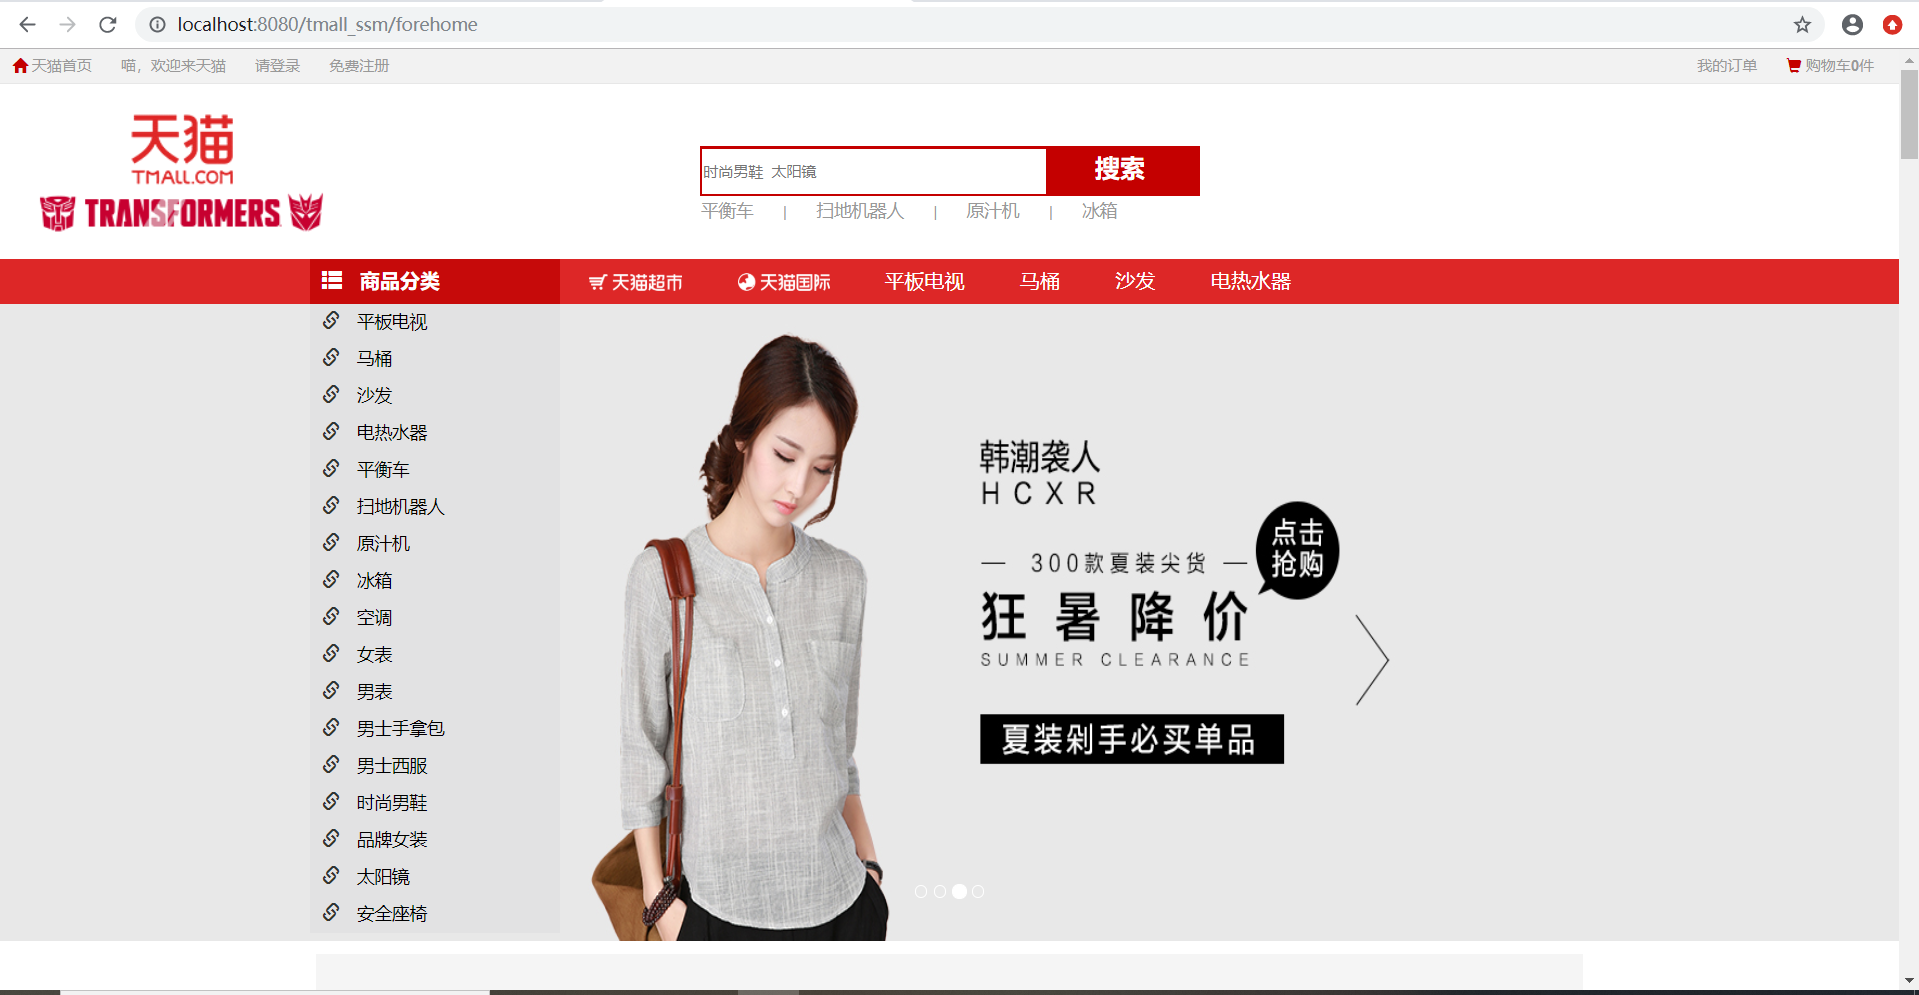 localhost:8080/tmall_ssm/forehome
天猫首页 喵，欢迎来天猫 请登录 免费注册 我的订单 购物车0件
天猫
TMALL.COM
TRANSFORMERS
时尚男鞋 太阳镜 搜索
平衡车 | 扫地机器人 | 原汁机 | 冰箱
商品分类 天猫超市 天猫国际 平板电视 马桶 沙发 电热水器
平板电视
马桶
沙发
电热水器
平衡车
扫地机器人
原汁机
冰箱
空调
女表
男表
男士手拿包
男士西服
时尚男鞋
品牌女装
太阳镜
安全座椅
韩潮袭人
HCXR
— 300款夏装尖货 —
点击
抢购
狂暑降价
SUMMER CLEARANCE
夏装剁手必买单品